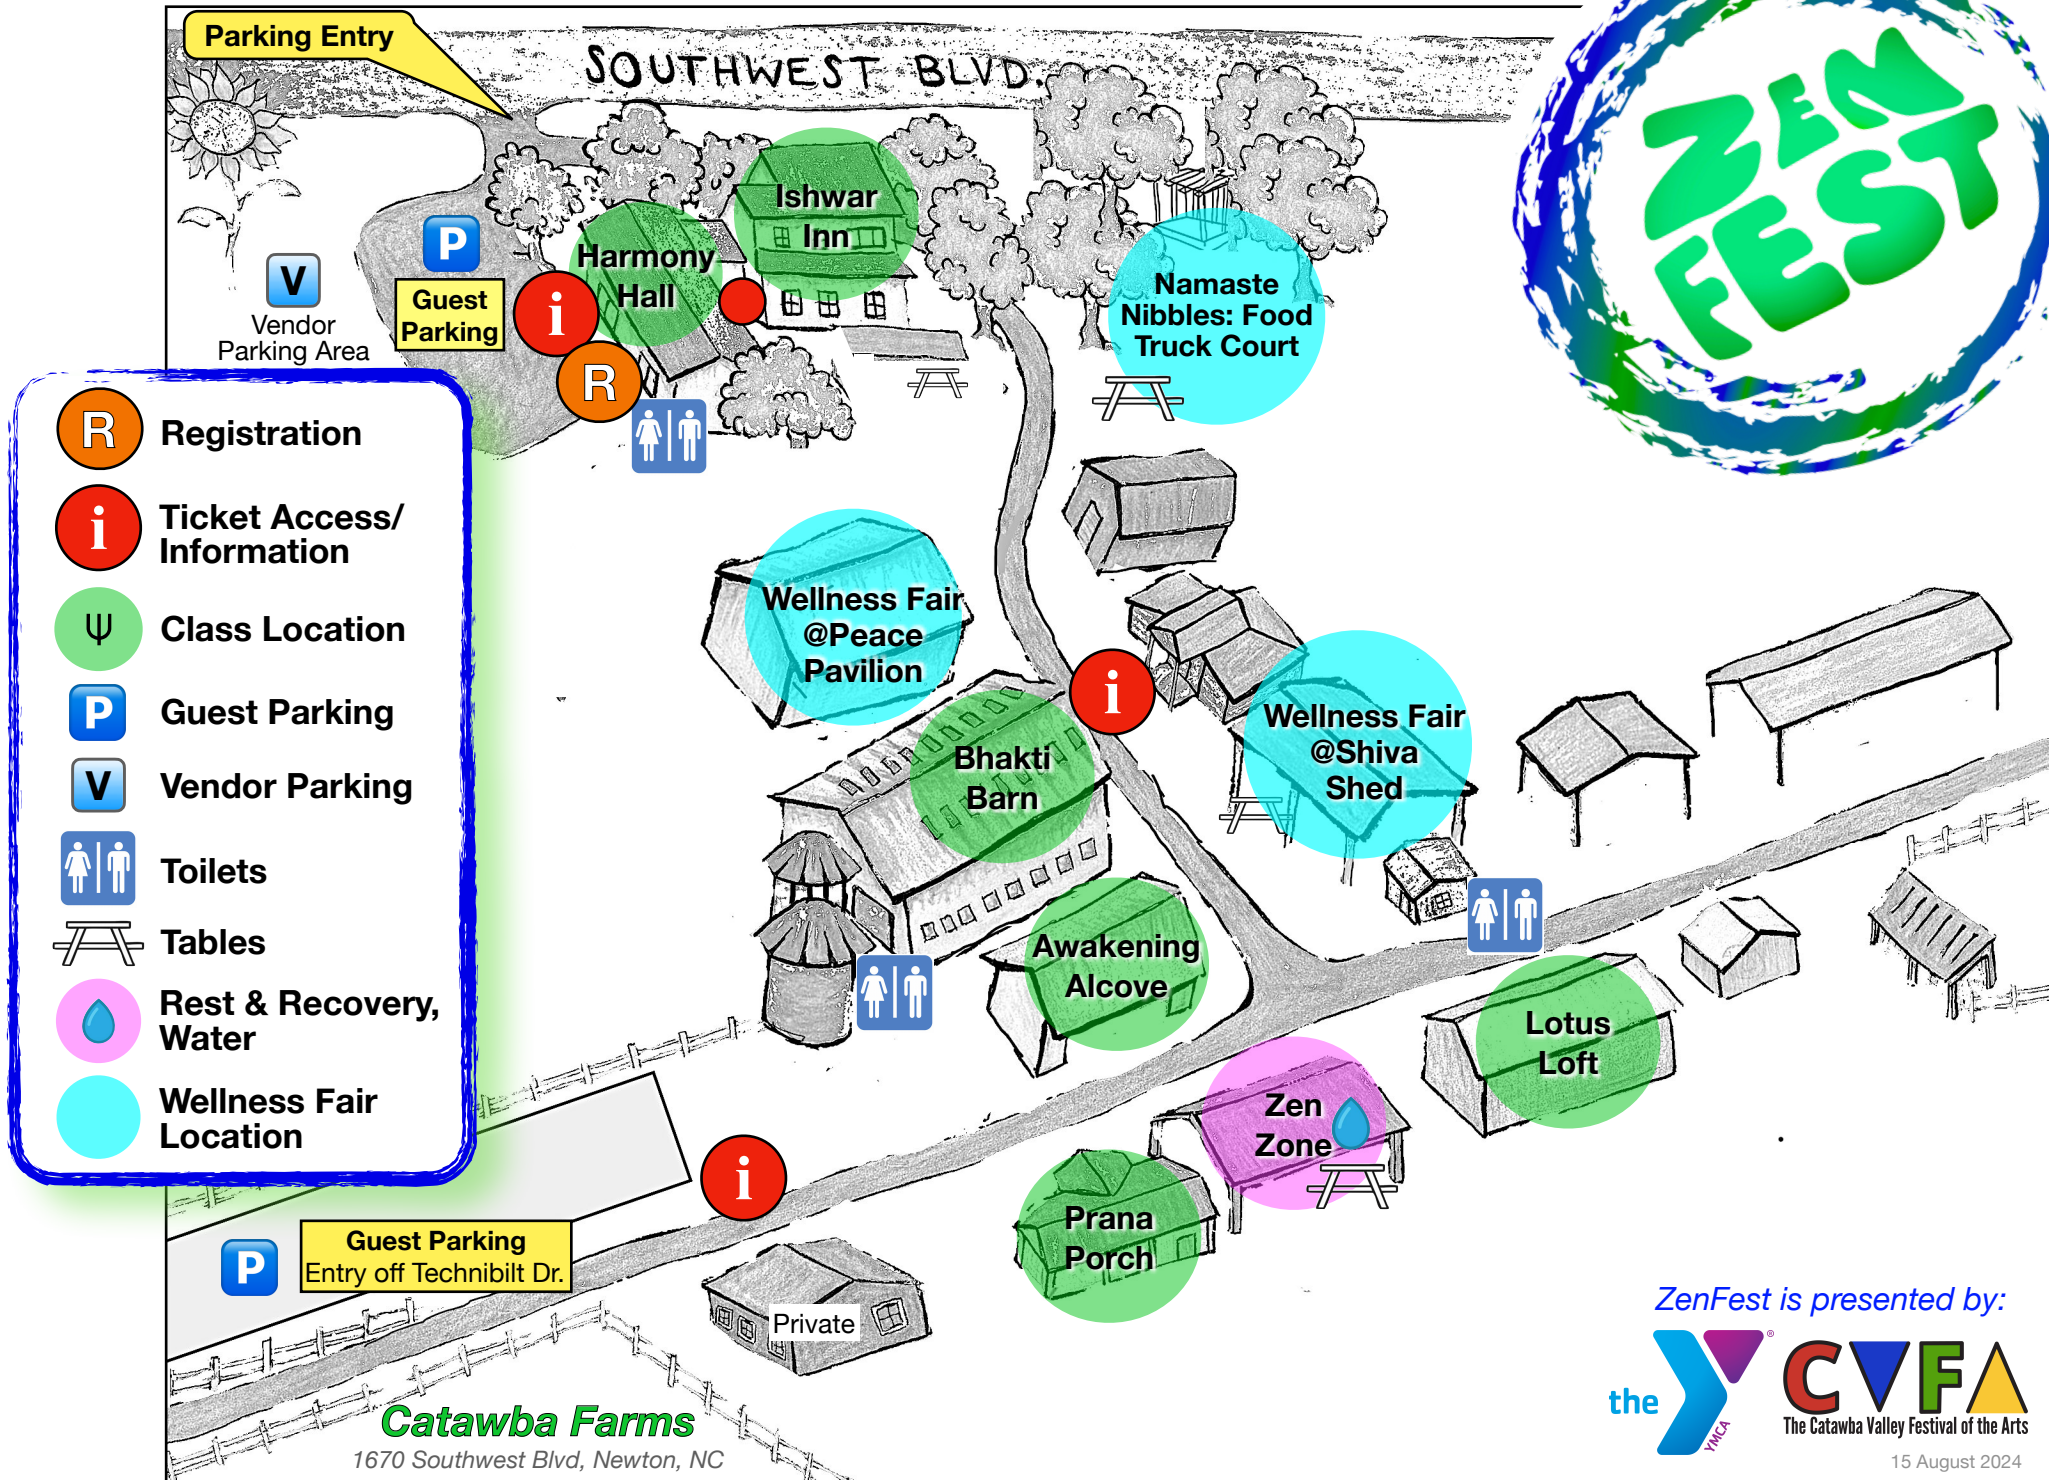 Parking Entry
SOUTHWEST BLVD.
ZEN
FEST
Ishwar
Inn
Harmony
Hall
P
Guest
Parking
V
Vendor
Parking Area
i
R
Namaste
Nibbles: Food
Truck Court
R Registration
i Ticket Access/
Information
Ψ Class Location
P Guest Parking
V Vendor Parking
Toilets
Tables
Rest & Recovery,
Water
Wellness Fair
Location
Wellness Fair
@Peace
Pavilion
i
Wellness Fair
@Shiva
Shed
Bhakti
Barn
Awakening
Alcove
Lotus
Loft
Zen
Zone
Prana
Porch
i
P
Guest Parking
Entry off Technibilt Dr.
Private
Catawba Farms
1670 Southwest Blvd, Newton, NC
ZenFest is presented by:
the Y ®
YMCA
CVFA
The Catawba Valley Festival of the Arts
15 August 2024